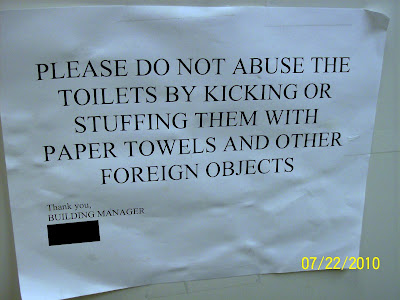 PLEASE DO NOT ABUSE THE
TOILETS BY KICKING OR
STUFFING THEM WITH
PAPER TOWELS AND OTHER
FOREIGN OBJECTS
Thank you,
BUILDING MANAGER
07/22/2010